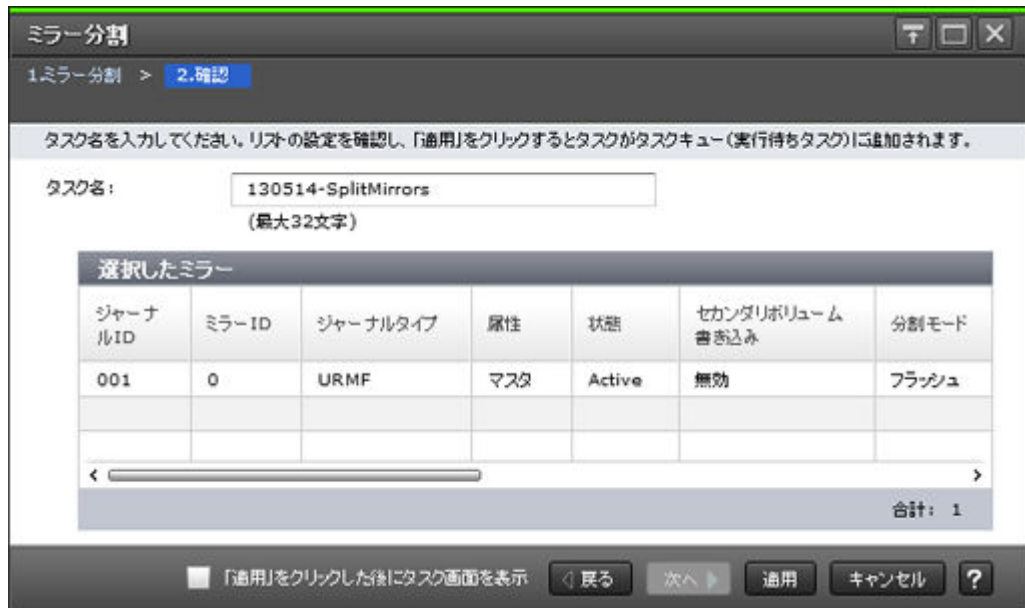 ミラー分割
1.ミラー分割 > 2.確認
タスク名を入力してください。リストの設定を確認し、「適用」をクリックするとタスクがタスクキュー(実行待ちタスク)に追加されます。
タスク名: 130514-SplitMirrors
(最大32文字)
選択したミラー
ジャーナルID ミラーID ジャーナルタイプ 属性 状態 セカンダリボリューム書き込み 分割モード
001 0 URMF マスタ Active 無効 フラッシュ
合計: 1
「適用」をクリックした後にタスク画面を表示 戻る 次へ 適用 キャンセル ?